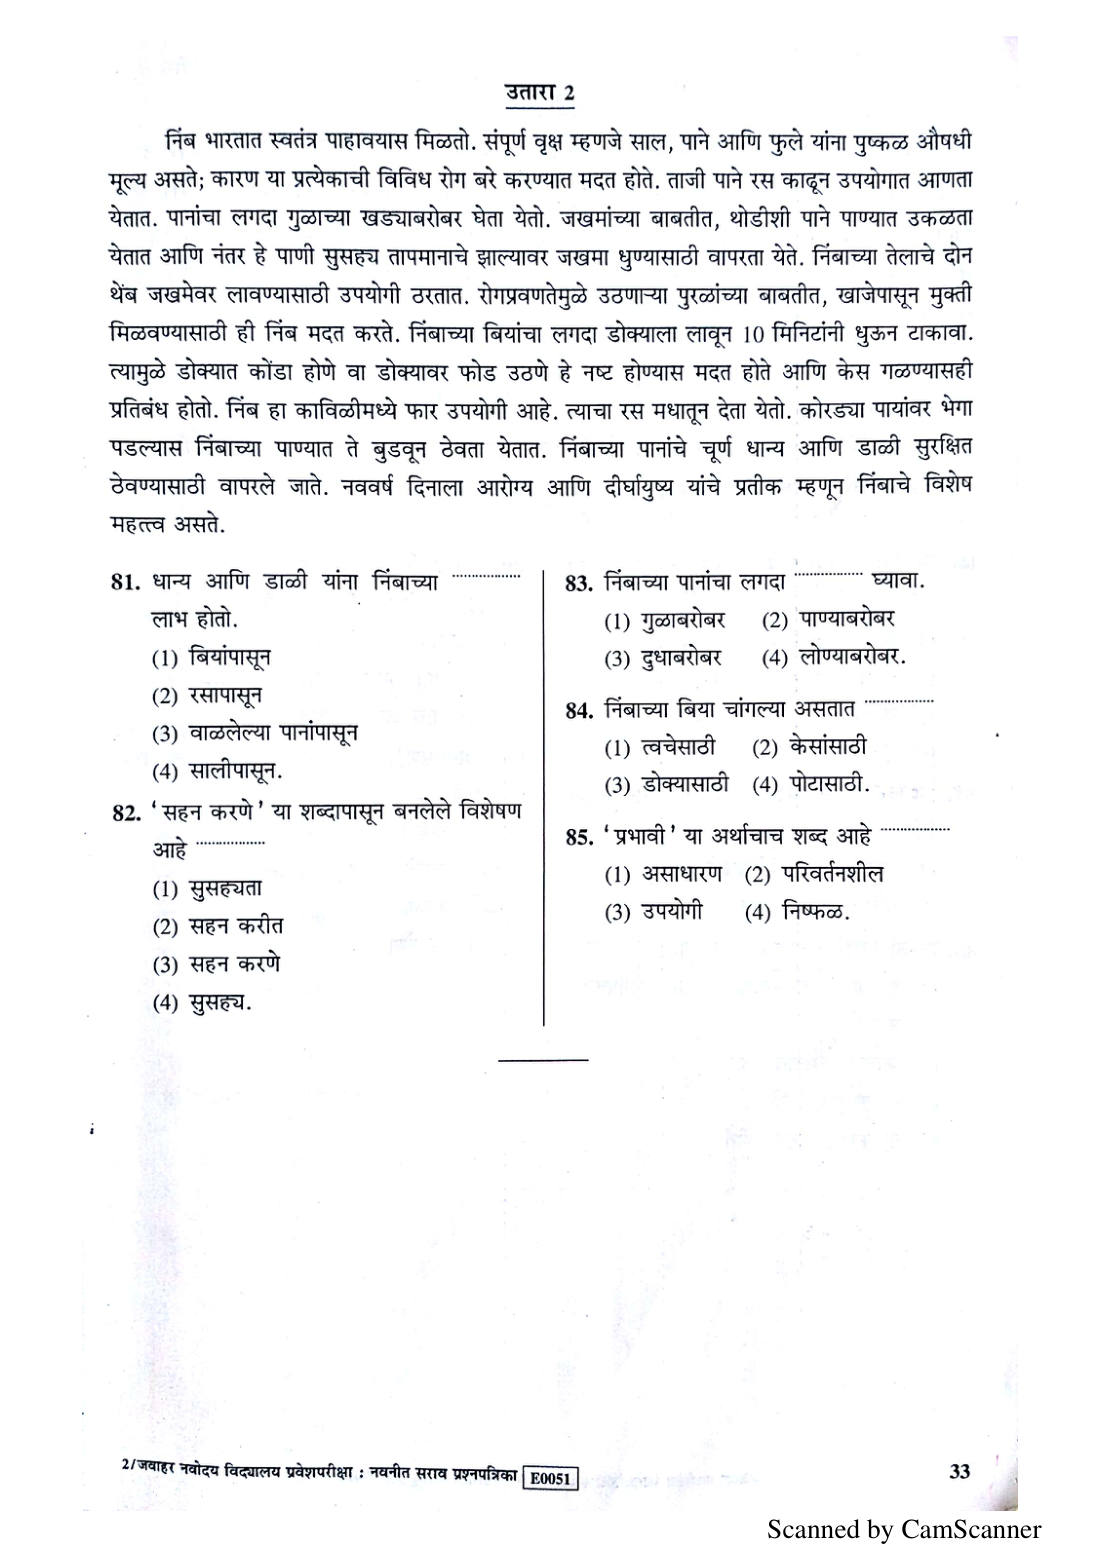 उतारा 2
निंब भारतात स्वतंत्र पाहावयास मिळतो. संपूर्ण वृक्ष म्हणजे साल, पाने आणि फुले यांना पुष्कळ औषधी
मूल्य असते; कारण या प्रत्येकाची विविध रोग बरे करण्यात मदत होते. ताजी पाने रस काढून उपयोगात आणता
येतात. पानांचा लगदा गुळाच्या खड्याबरोबर घेता येतो. जखमांच्या बाबतीत, थोडीशी पाने पाण्यात उकळता
येतात आणि नंतर हे पाणी सुसह्य तापमानाचे झाल्यावर जखमा धुण्यासाठी वापरता येते. निंबाच्या तेलाचे दोन
थेंब जखमेवर लावण्यासाठी उपयोगी ठरतात. रोगप्रवणतेमुळे उठणाऱ्या पुरळांच्या बाबतीत, खाजेपासून मुक्ती
मिळवण्यासाठी ही निंब मदत करते. निंबाच्या बियांचा लगदा डोक्याला लावून 10 मिनिटांनी धुऊन टाकावा.
त्यामुळे डोक्यात कोंडा होणे वा डोक्यावर फोड उठणे हे नष्ट होण्यास मदत होते आणि केस गळण्यासही
प्रतिबंध होतो. निंब हा काविळीमध्ये फार उपयोगी आहे. त्याचा रस मधातून देता येतो. कोरड्या पायांवर भेगा
पडल्यास निंबाच्या पाण्यात ते बुडवून ठेवता येतात. निंबाच्या पानांचे चूर्ण धान्य आणि डाळी सुरक्षित
ठेवण्यासाठी वापरले जाते. नववर्ष दिनाला आरोग्य आणि दीर्घायुष्य यांचे प्रतीक म्हणून निंबाचे विशेष
महत्त्व असते.
81. धान्य आणि डाळी यांना निंबाच्या ..................
लाभ होतो.
(1) बियांपासून
(2) रसापासून
(3) वाळलेल्या पानांपासून
(4) सालीपासून.
82. ‘सहन करणे’ या शब्दापासून बनलेले विशेषण
आहे ..................
(1) सुसह्यता
(2) सहन करीत
(3) सहन करणे
(4) सुसह्य.
83. निंबाच्या पानांचा लगदा .................. घ्यावा.
(1) गुळाबरोबर (2) पाण्याबरोबर
(3) दुधाबरोबर (4) लोण्याबरोबर.
84. निंबाच्या बिया चांगल्या असतात ..................
(1) त्वचेसाठी (2) केसांसाठी
(3) डोक्यासाठी (4) पोटासाठी.
85. ‘प्रभावी’ या अर्थाचाच शब्द आहे ..................
(1) असाधारण (2) परिवर्तनशील
(3) उपयोगी (4) निष्फळ.
2/जवाहर नवोदय विद्यालय प्रवेशपरीक्षा : नवनीत सराव प्रश्नपत्रिका E0051 33
Scanned by CamScanner